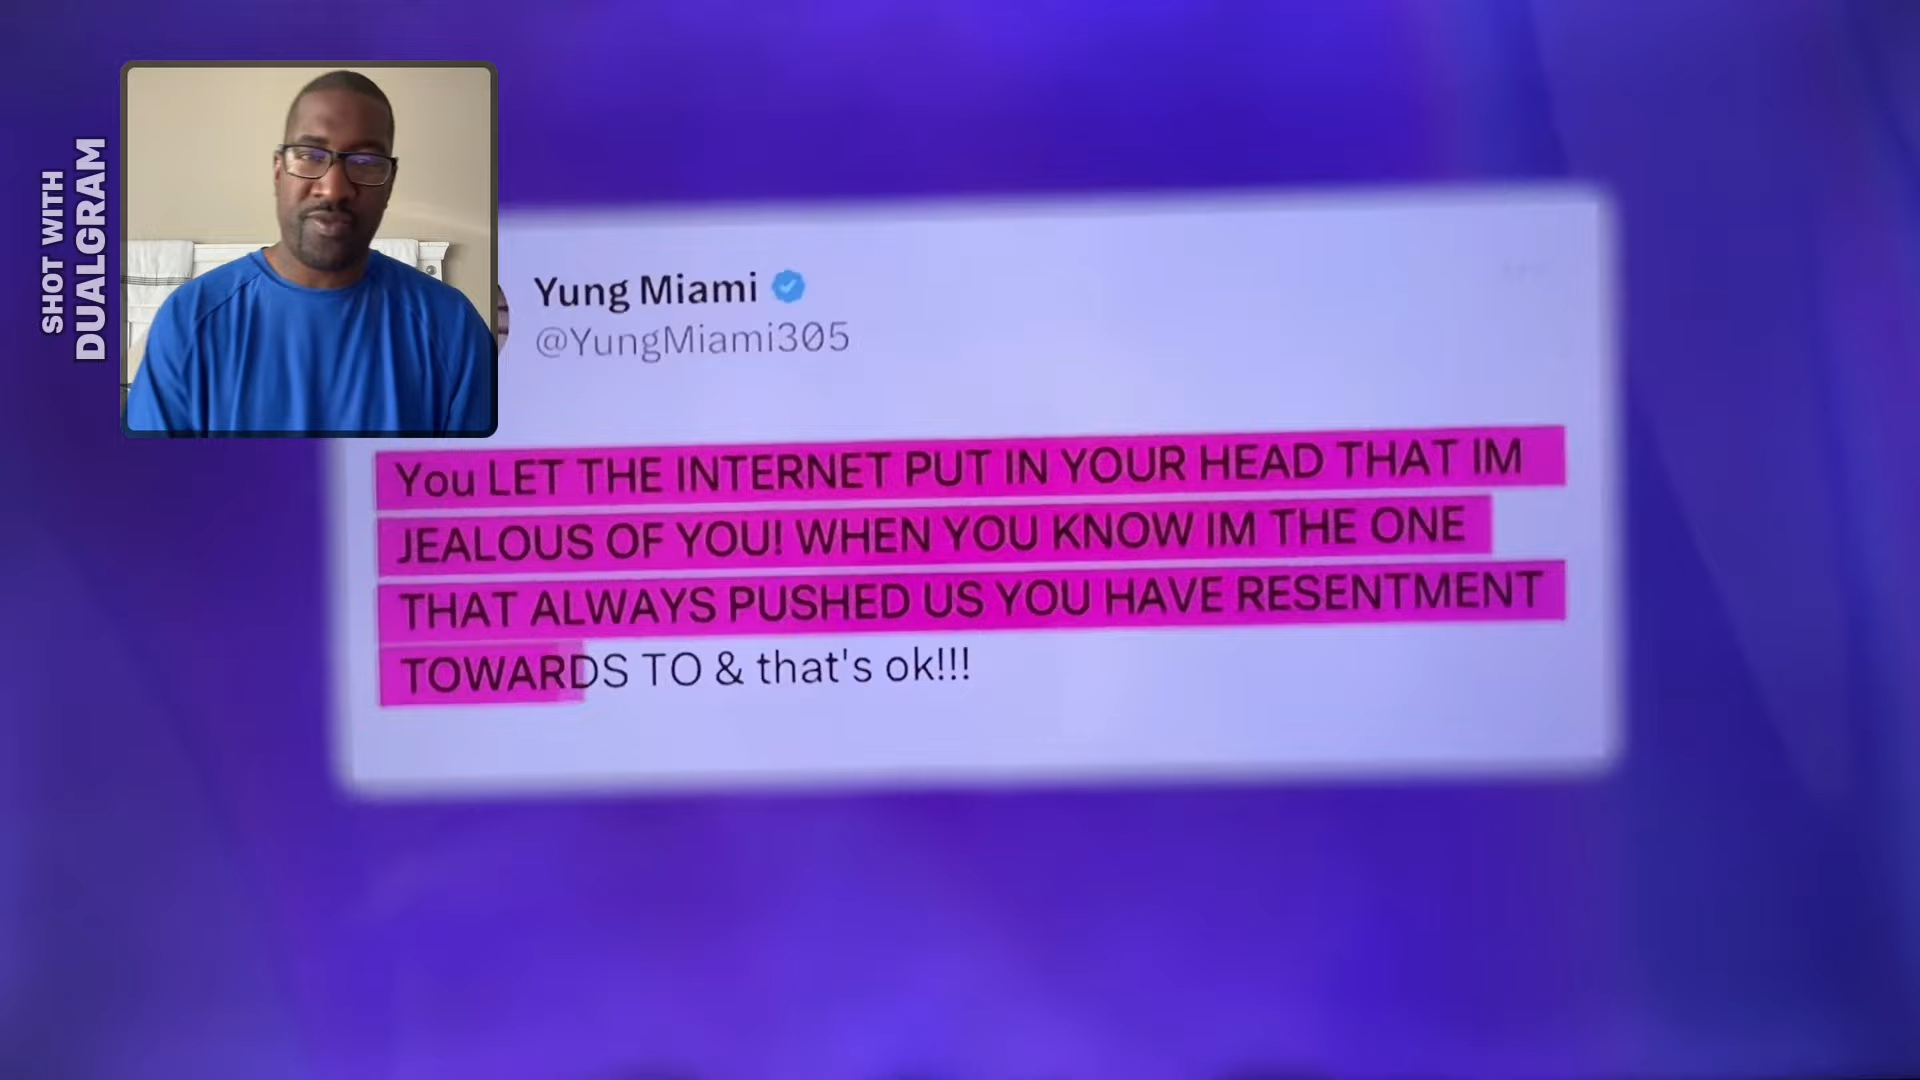 SHOT WITH
DUALGRAM
Yung Miami
@YungMiami305
You LET THE INTERNET PUT IN YOUR HEAD THAT IM
JEALOUS OF YOU! WHEN YOU KNOW IM THE ONE
THAT ALWAYS PUSHED US YOU HAVE RESENTMENT
TOWARDS TO & that's ok!!!